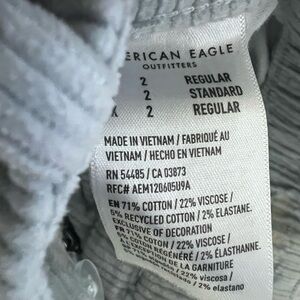 ERICAN EAGLE
OUTFITTERS
2 REGULAR
2 STANDARD
X 2 REGULAR
MADE IN VIETNAM / FABRIQUÉ AU
VIETNAM / HECHO EN VIETNAM
RN 54485 / CA 03873
RFC# AEM120605U9A
EN 71% COTTON / 22% VISCOSE /
5% RECYCLED COTTON / 2% ELASTANE.
EXCLUSIVE OF DECORATION
FR 71% COTON / 22% VISCOSE /
COTON RÉGÉNÉRÉ / 2% ÉLASTHANNE.
À L'EXCEPTION DE LA GARNITURE
/ 22% viscosa /
/ 2% elastano